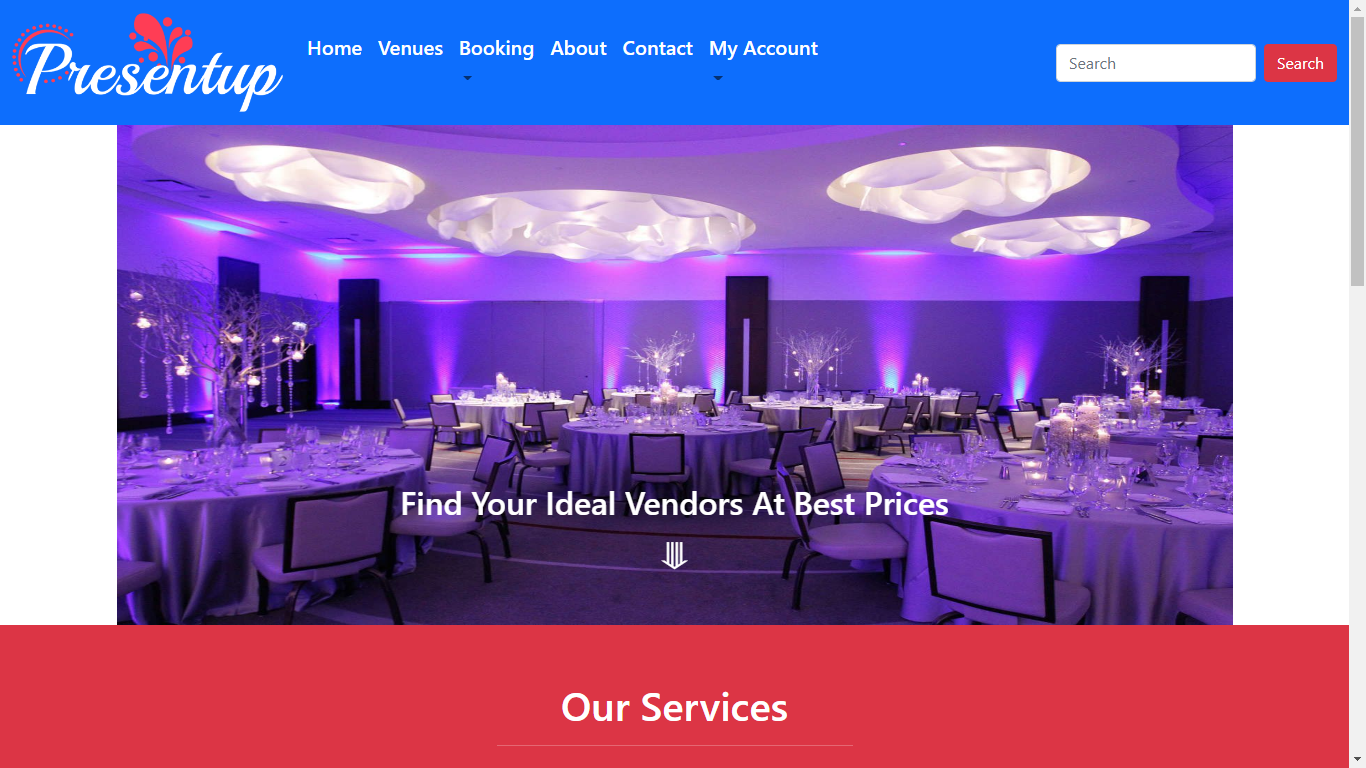 Presentup
Home Venues Booking About Contact My Account
Search Search
Find Your Ideal Vendors At Best Prices
Our Services